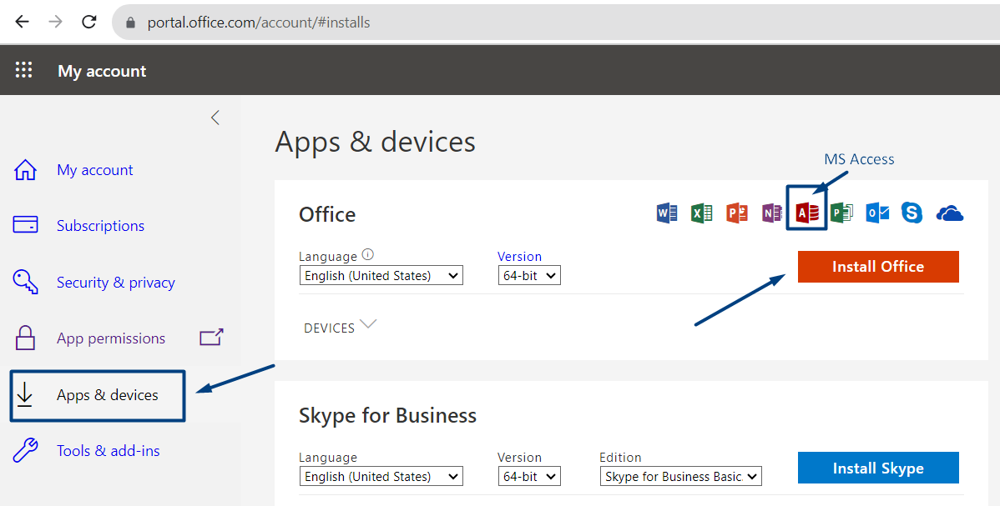 portal.office.com/account/#installs
My account
Apps & devices
MS Access
My account
Subscriptions
Security & privacy
App permissions
Apps & devices
Tools & add-ins
Office
W X P N A P O S
Language Version
English (United States) 64-bit
Install Office
DEVICES
Skype for Business
Language Version Edition
English (United States) 64-bit Skype for Business Basic.
Install Skype